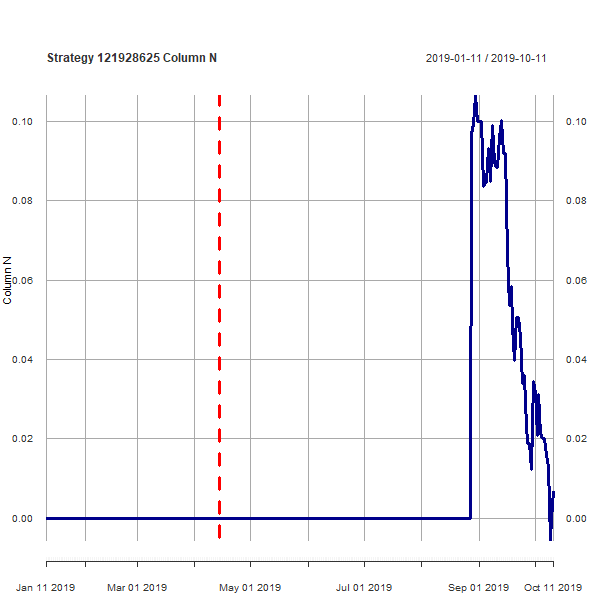 Strategy 121928625 Column N
2019-01-11 / 2019-10-11
0.10
0.10
0.08
0.08
Column N
0.06
0.06
0.04
0.04
0.02
0.02
0.00
0.00
Jan 11 2019
Mar 01 2019
May 01 2019
Jul 01 2019
Sep 01 2019
Oct 11 2019